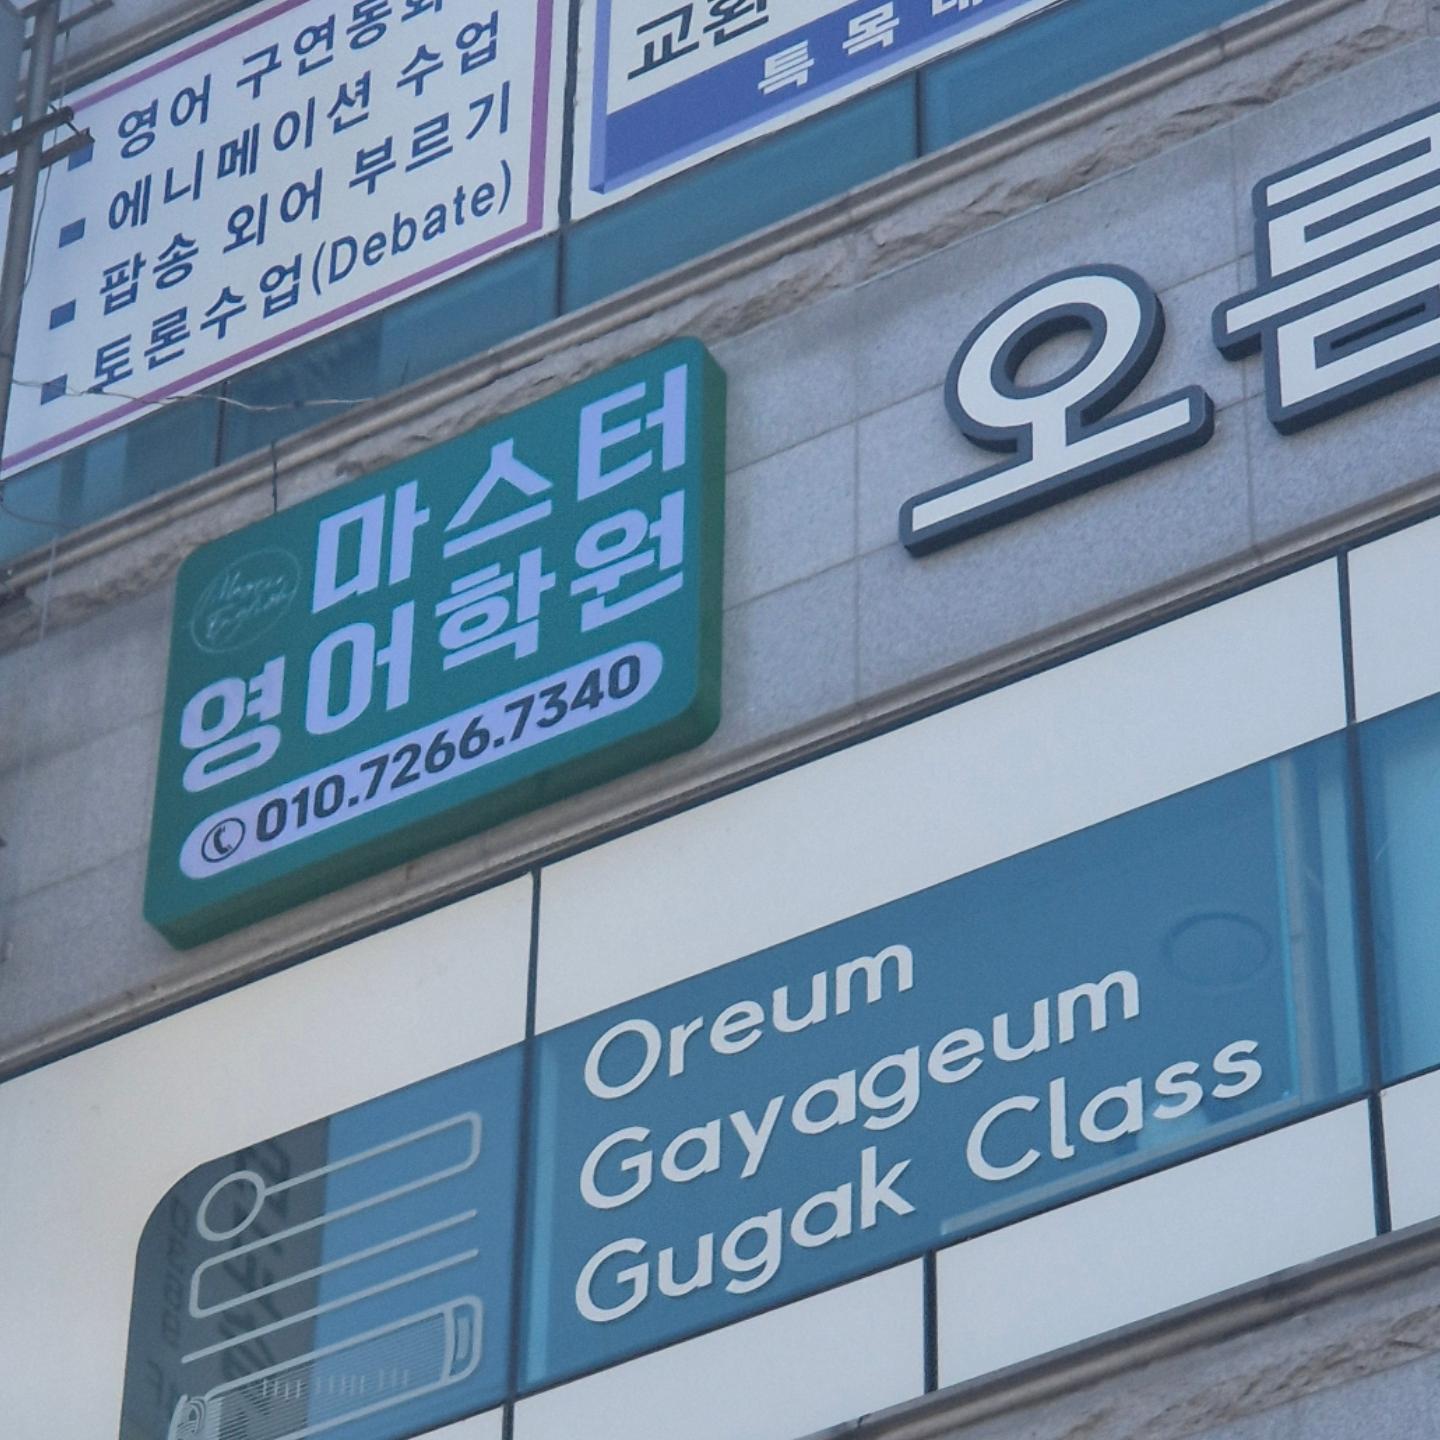 영어 구연동화
에니메이션 수업
팝송 외어 부르기
토론수업(Debate)
교환
특목
오름
마스터
영어학원
010.7266.7340
Oreum
Gayageum
Gugak Class